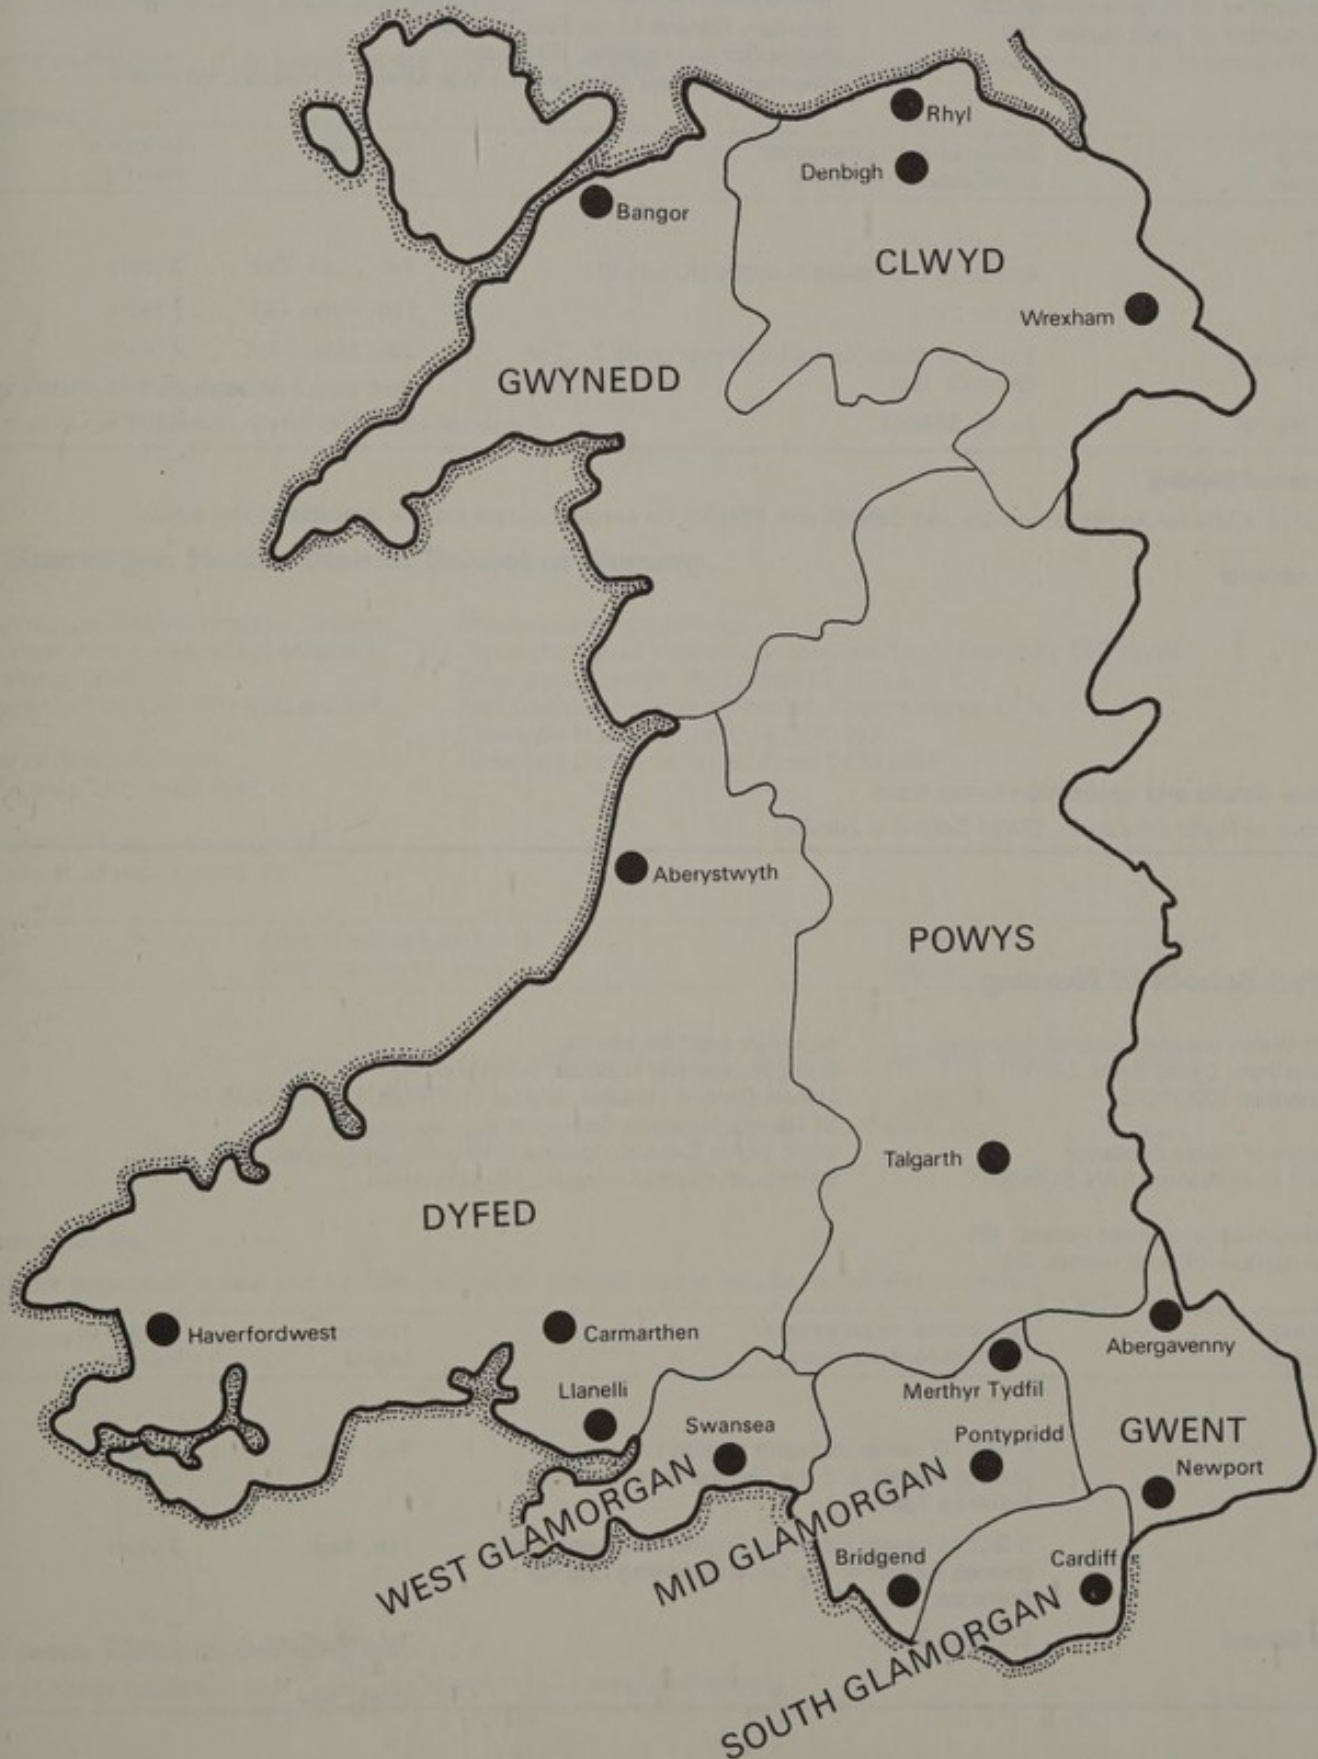 Rhyl
Denbigh
Bangor
CLWYD
Wrexham
GWYNEDD
Aberystwyth
POWYS
Talgarth
DYFED
Haverfordwest
Carmarthen
Abergavenny
Llanelli
Merthyr Tydfil
Swansea
Pontypridd
GWENT
Newport
WEST GLAMORGAN
MID GLAMORGAN
Bridgend
Cardiff
SOUTH GLAMORGAN